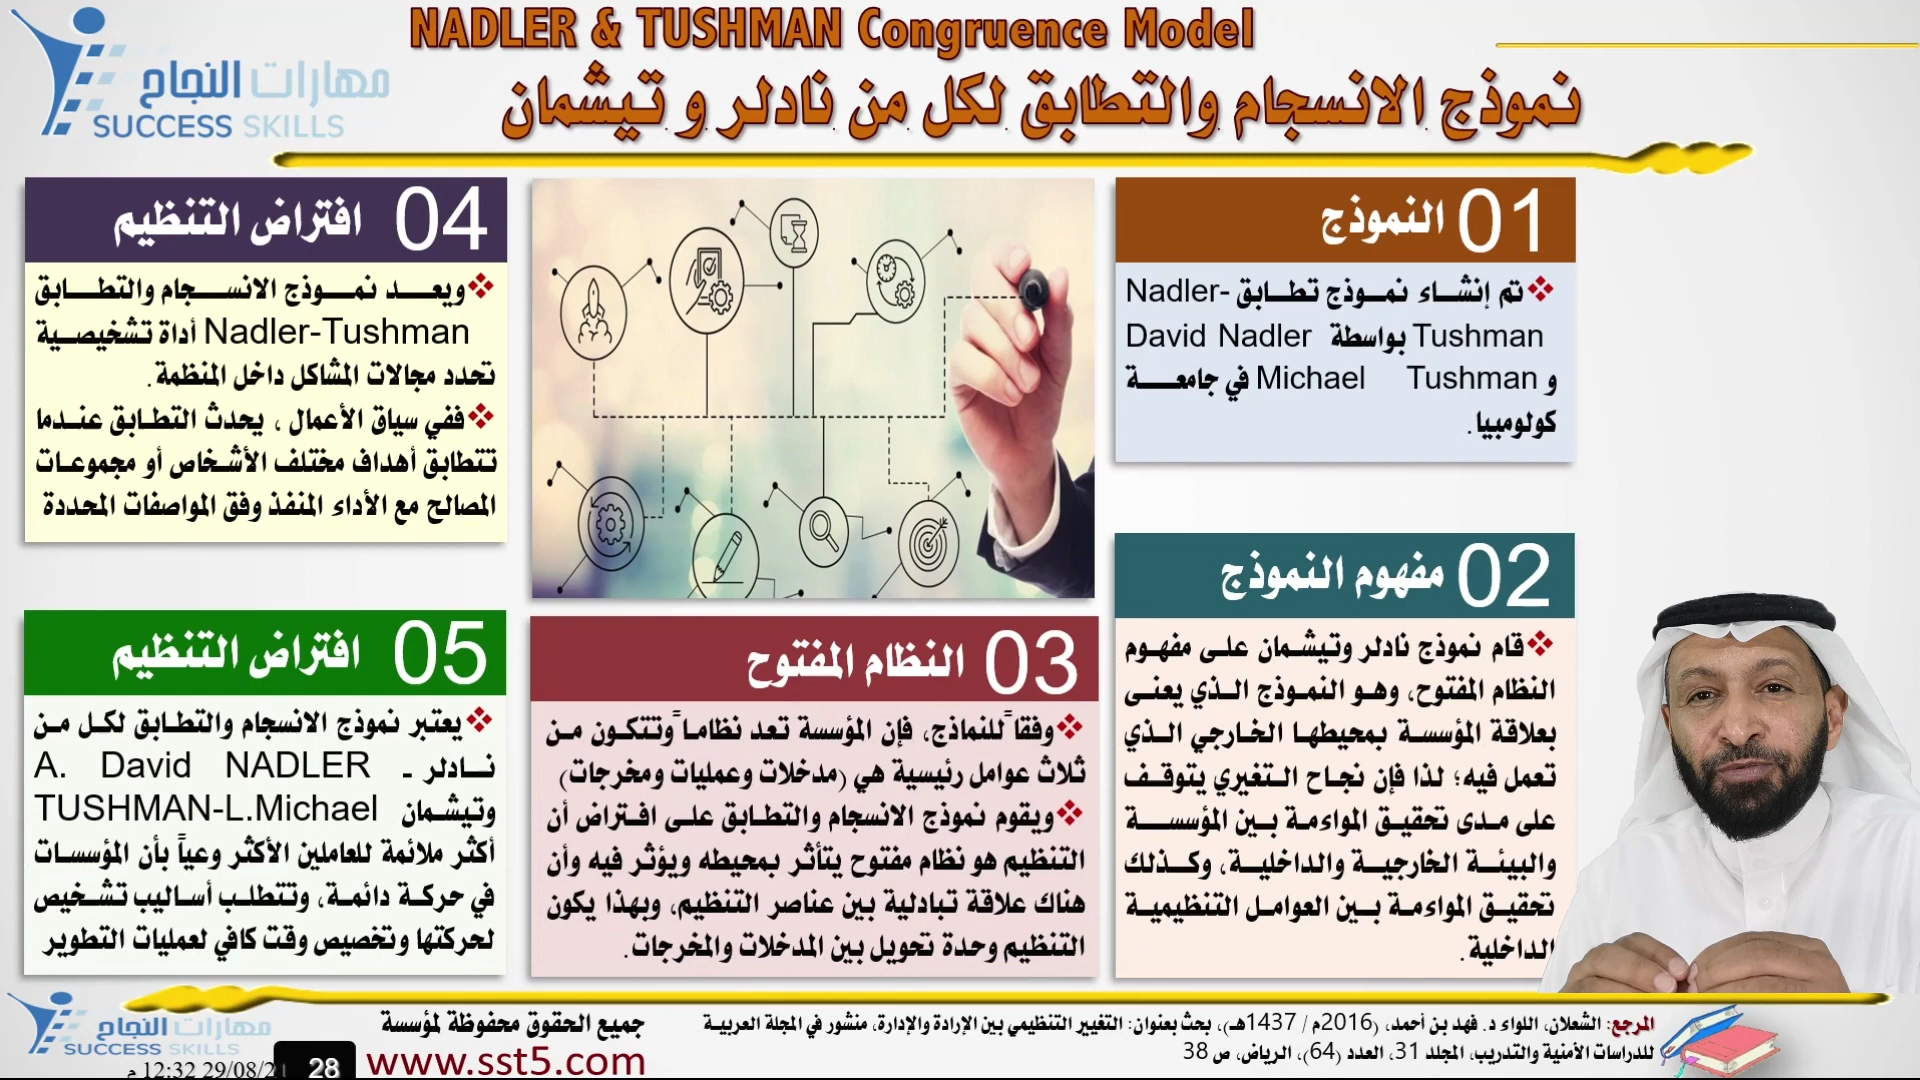 مهارات النجاح
SUCCESS SKILLS
NADLER & TUSHMAN Congruence Model
نموذج الانسجام والتطابق لكل من نادلر و تيشمان
01 النموذج
تم إنشاء نموذج تطابق Nadler-
Tushman بواسطة David Nadler
و Michael Tushman في جامعة
كولومبيا.
02 مفهوم النموذج
قام نموذج نادلر وتيشمان على مفهوم
النظام المفتوح، وهو النموذج الذي يعنى
بعلاقة المؤسسة بمحيطها الخارجي الذي
تعمل فيه؛ لذا فإن نجاح التغيري يتوقف
على مدى تحقيق المواءمة بين المؤسسة
والبيئة الخارجية والداخلية، وكذلك
تحقيق المواءمة بين العوامل التنظيمية
الداخلية.
03 النظام المفتوح
وفقاً للنماذج، فإن المؤسسة تعد نظاماً وتتكون من
ثلاث عوامل رئيسية هي (مدخلات وعمليات ومخرجات)
ويقوم نموذج الانسجام والتطابق على افتراض أن
التنظيم هو نظام مفتوح يتأثر بمحيطه ويؤثر فيه وأن
هناك علاقة تبادلية بين عناصر التنظيم، وبهذا يكون
التنظيم وحدة تحويل بين المدخلات والمخرجات.
04 افتراض التنظيم
ويعد نموذج الانسجام والتطابق
Nadler-Tushman أداة تشخيصية
تحدد مجالات المشاكل داخل المنظمة.
ففي سياق الأعمال ، يحدث التطابق عندما
تتطابق أهداف مختلف الأشخاص أو مجموعات
المصالح مع الأداء المنفذ وفق المواصفات المحددة
05 افتراض التنظيم
يعتبر نموذج الانسجام والتطابق لكل من
نادلر ـ A. David NADLER
وتيشمان TUSHMAN-L.Michael
أكثر ملائمة للعاملين الأكثر وعياً بأن المؤسسات
في حركة دائمة، وتتطلب أساليب تشخيص
لحركتها وتخصيص وقت كافي لعمليات التطوير
المرجع: الشعلان، اللواء د. فهد بن أحمد، (2016م / 1437هـ)، بحث بعنوان: التغيير التنظيمي بين الإرادة والإدارة، منشور في المجلة العربية
للدراسات الأمنية والتدريب، المجلد 31، العدد (64)، الرياض، ص 38
جميع الحقوق محفوظة لمؤسسة
www.sst5.com
مهارات النجاح
SUCCESS SKILLS
28
12:32 29/08/2 م